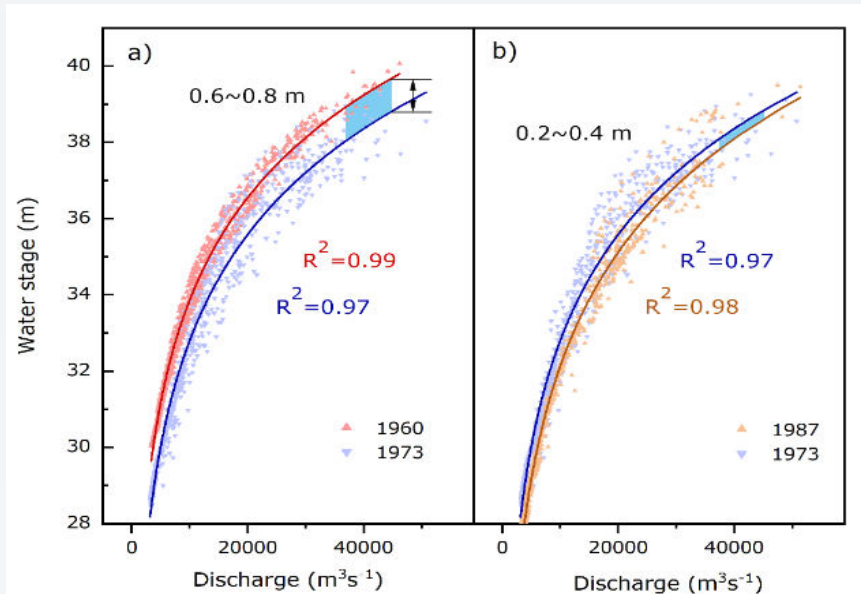 a)
b)
40
38
36
34
32
30
28
Water stage (m)
0.6~0.8 m
R²=0.99
R²=0.97
1960
1973
0 20000 40000
Discharge (m³s⁻¹)
0.2~0.4 m
R²=0.97
R²=0.98
1987
1973
0 20000 40000
Discharge (m³s⁻¹)